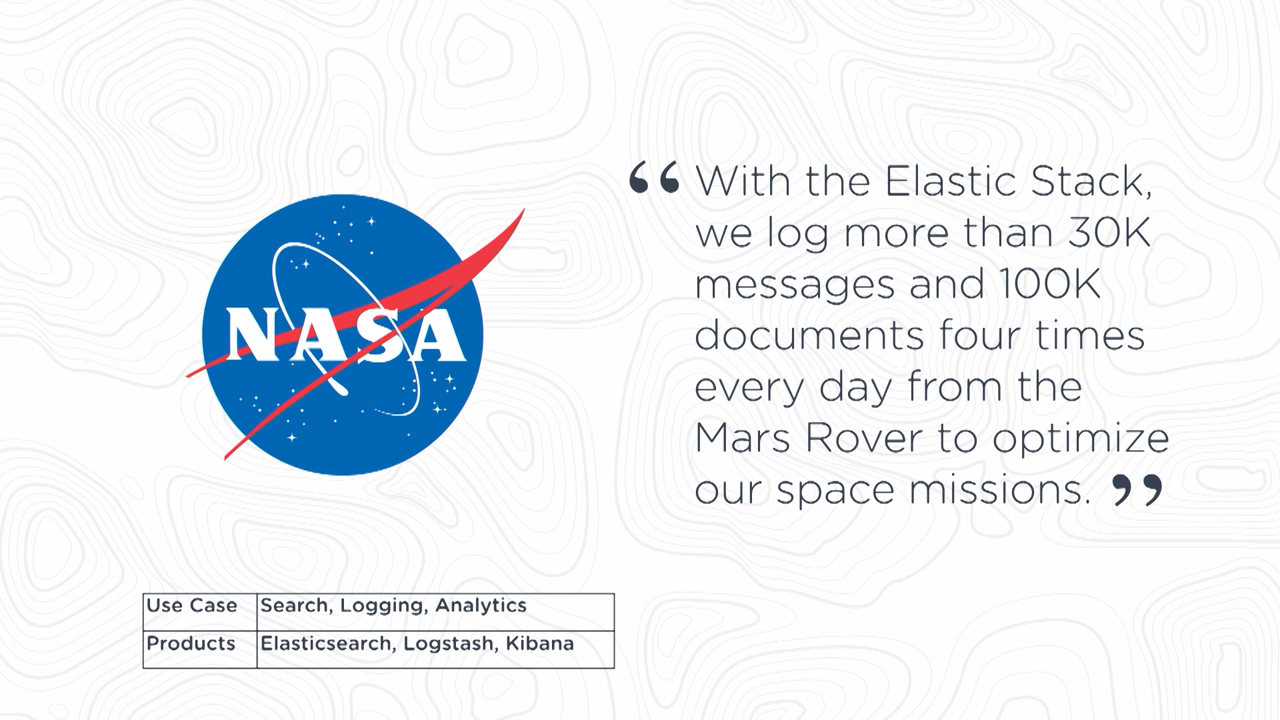 NASA
“ With the Elastic Stack,
we log more than 30K
messages and 100K
documents four times
every day from the
Mars Rover to optimize
our space missions. ”
Use Case Search, Logging, Analytics
Products Elasticsearch, Logstash, Kibana